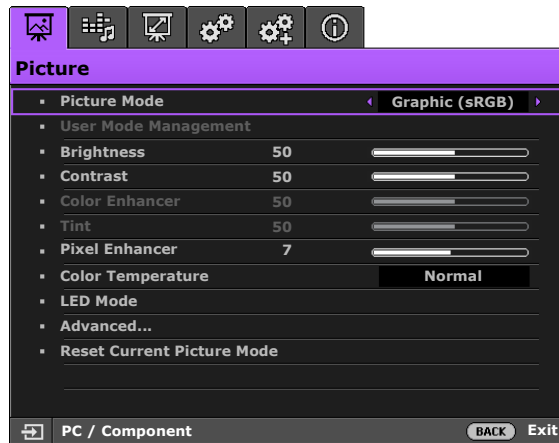 Picture
Picture Mode Graphic (sRGB)
User Mode Management
Brightness 50
Contrast 50
Color Enhancer 50
Tint 50
Pixel Enhancer 7
Color Temperature Normal
LED Mode
Advanced...
Reset Current Picture Mode
PC / Component BACK Exit